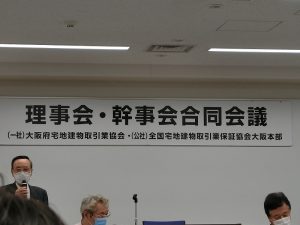 理事会・幹事会合同会議
(一社)大阪府宅地建物取引業協会・(公社)全国宅地建物取引業保証協会大阪本部